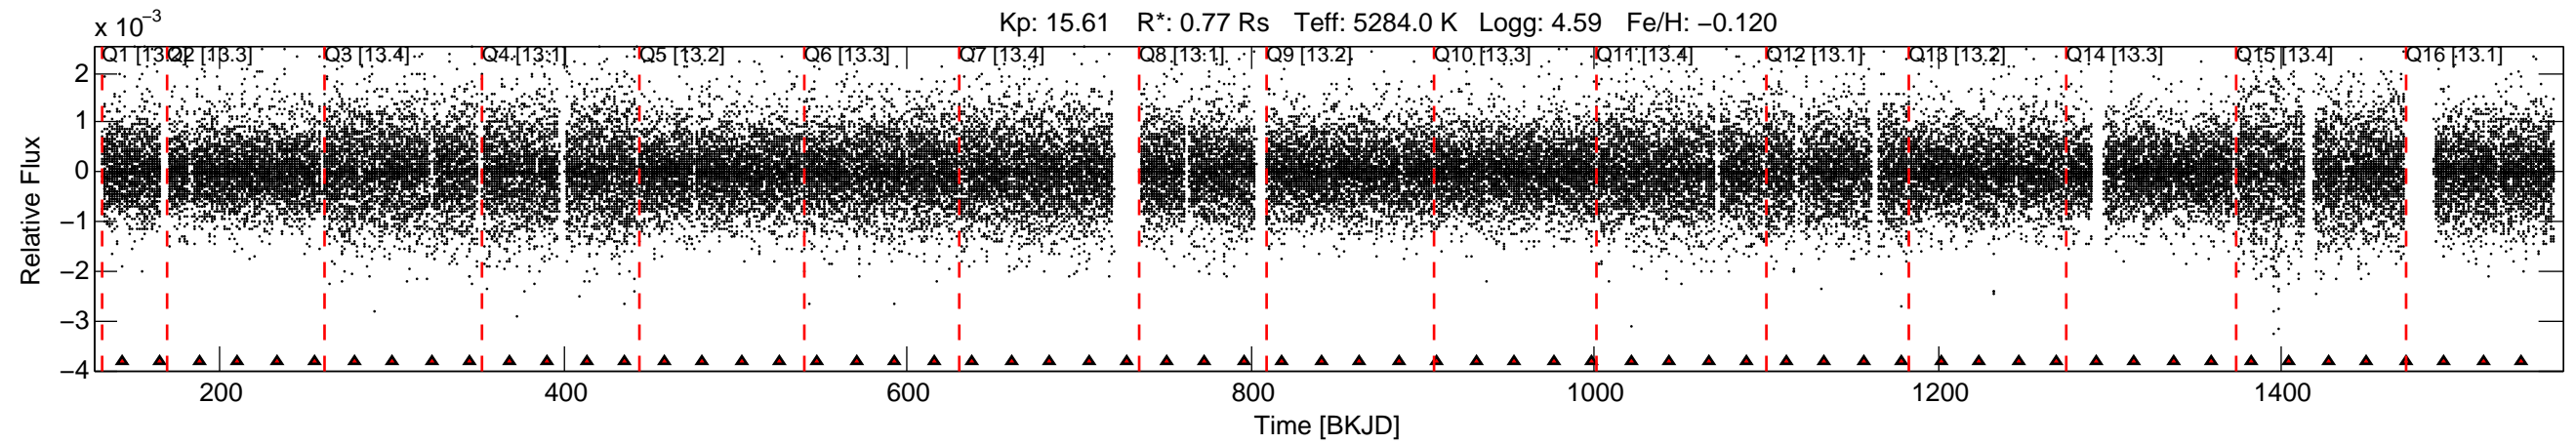 Kp: 15.61 R*: 0.77 Rs Teff: 5284.0 K Logg: 4.59 Fe/H: −0.120
x 10−3
Q1 [13. Q2 [13.3] Q3 [13.4] Q4 [13.1] Q5 [13.2] Q6 [13.3] Q7 [13.4] Q8 [13.1] Q9 [13.2] Q10 [13.3] Q11 [13.4] Q12 [13.1] Q13 [13.2] Q14 [13.3] Q15 [13.4] Q16 [13.1]
2
1
0
−1
−2
−3
−4
Relative Flux
200 400 600 800 1000 1200 1400
Time [BKJD]